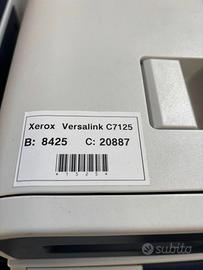 Xerox Versalink C7125
B: 8425 C: 20887
subito